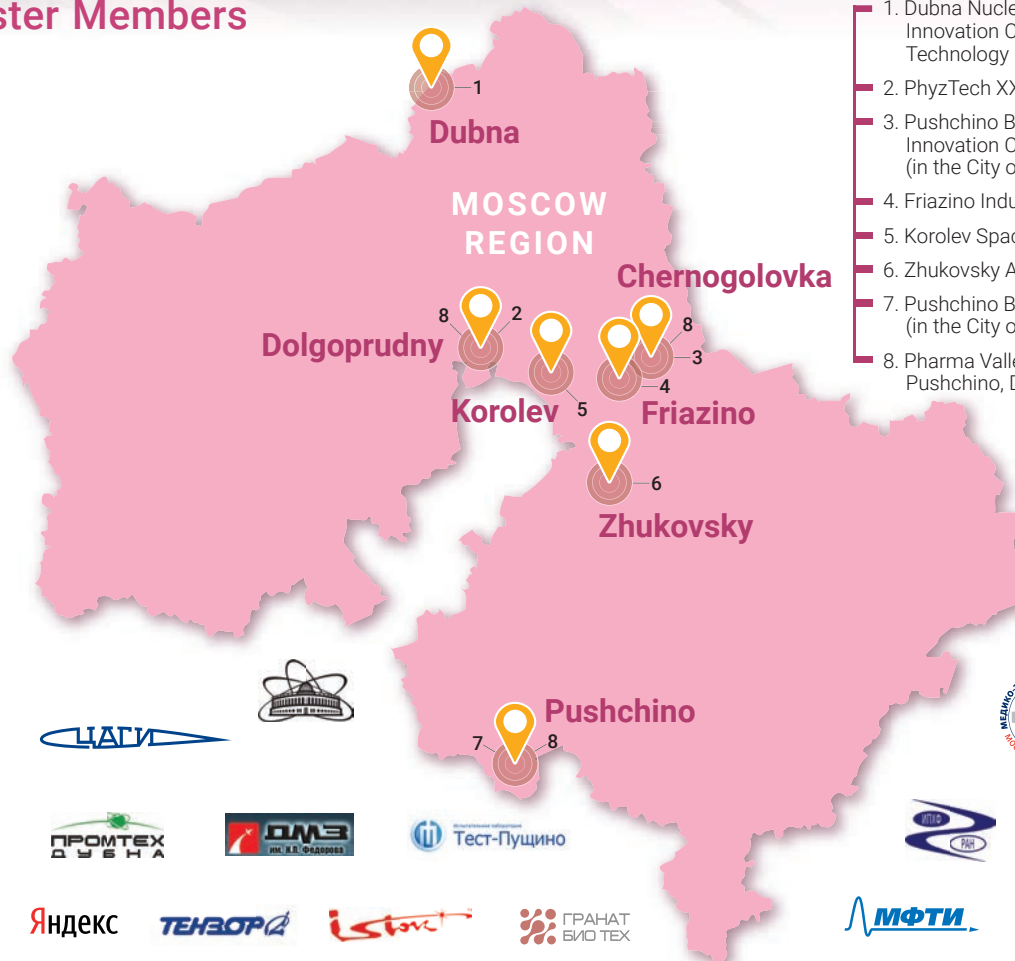 ster Members
1. Dubna Nucle
Innovation C
Technology
2. PhyzTech XX
3. Pushchino B
Innovation C
(in the City o
4. Friazino Indu
5. Korolev Spac
6. Zhukovsky A
7. Pushchino B
(in the City o
8. Pharma Valle
Pushchino, D
1
Dubna
MOSCOW
REGION
Chernogolovka
8
2
8
3
Dolgoprudny
4
Korolev
5
Friazino
6
Zhukovsky
Pushchino
7
8
ЦАГИ
ПРОМТЕХ
ДУБНА
ДМЗ
им. Н.П. Федорова
Тест-Пущино
ИПХФ
РАН
Яндекс
ТЕНЗОР
istok
ГРАНАТ
БИО ТЕХ
МФТИ